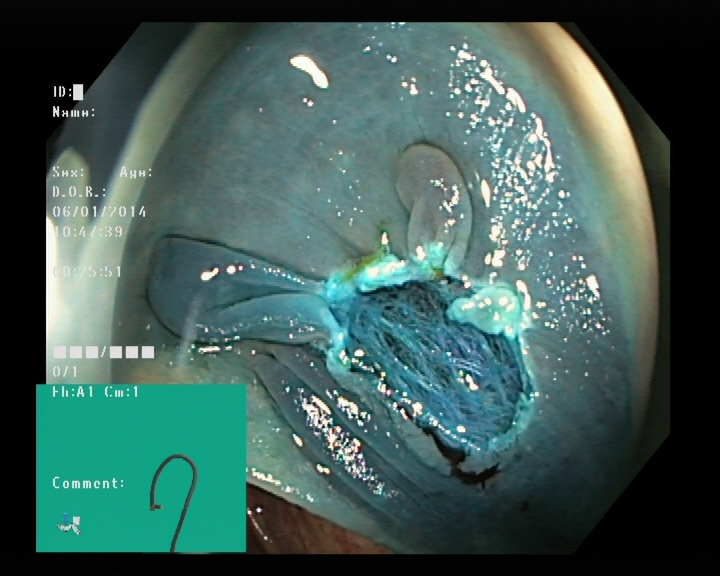 ID:
Name:
Sex: Age:
D.O.R.:
06/01/2014
10:47:39
00:25:51
0/1
Eh:A1 Cm:1
Comment: